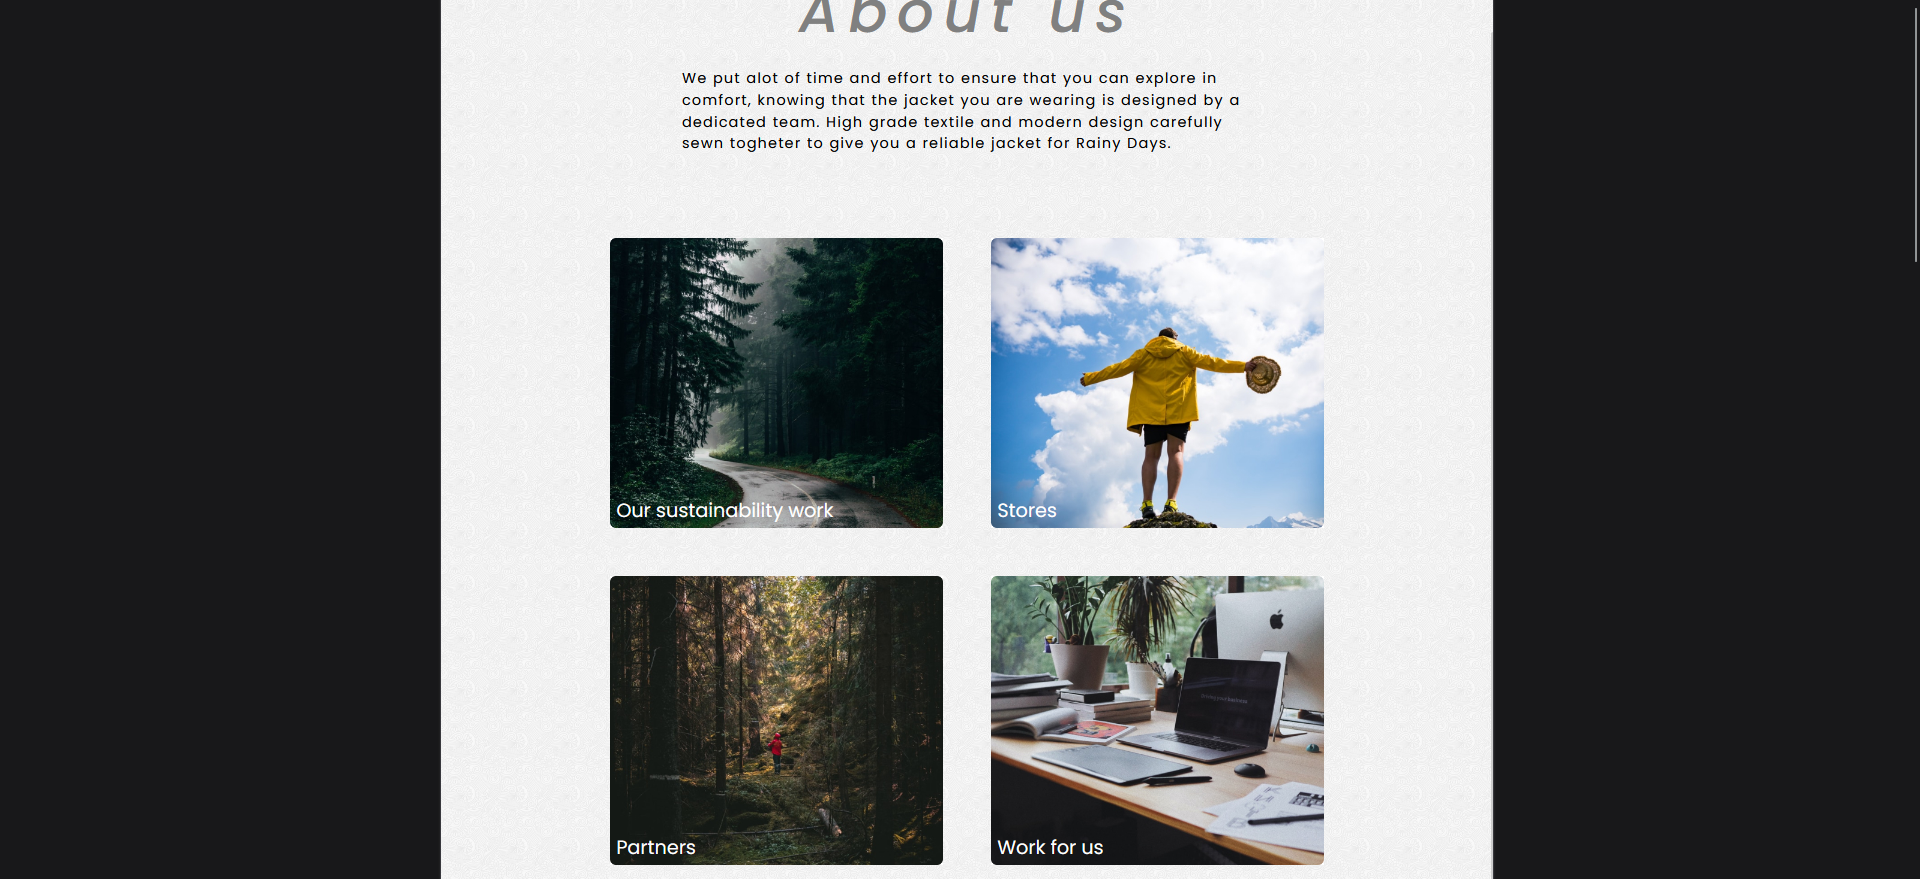 About us
We put alot of time and effort to ensure that you can explore in
comfort, knowing that the jacket you are wearing is designed by a
dedicated team. High grade textile and modern design carefully
sewn togheter to give you a reliable jacket for Rainy Days.
Our sustainability work
Stores
Partners
Work for us